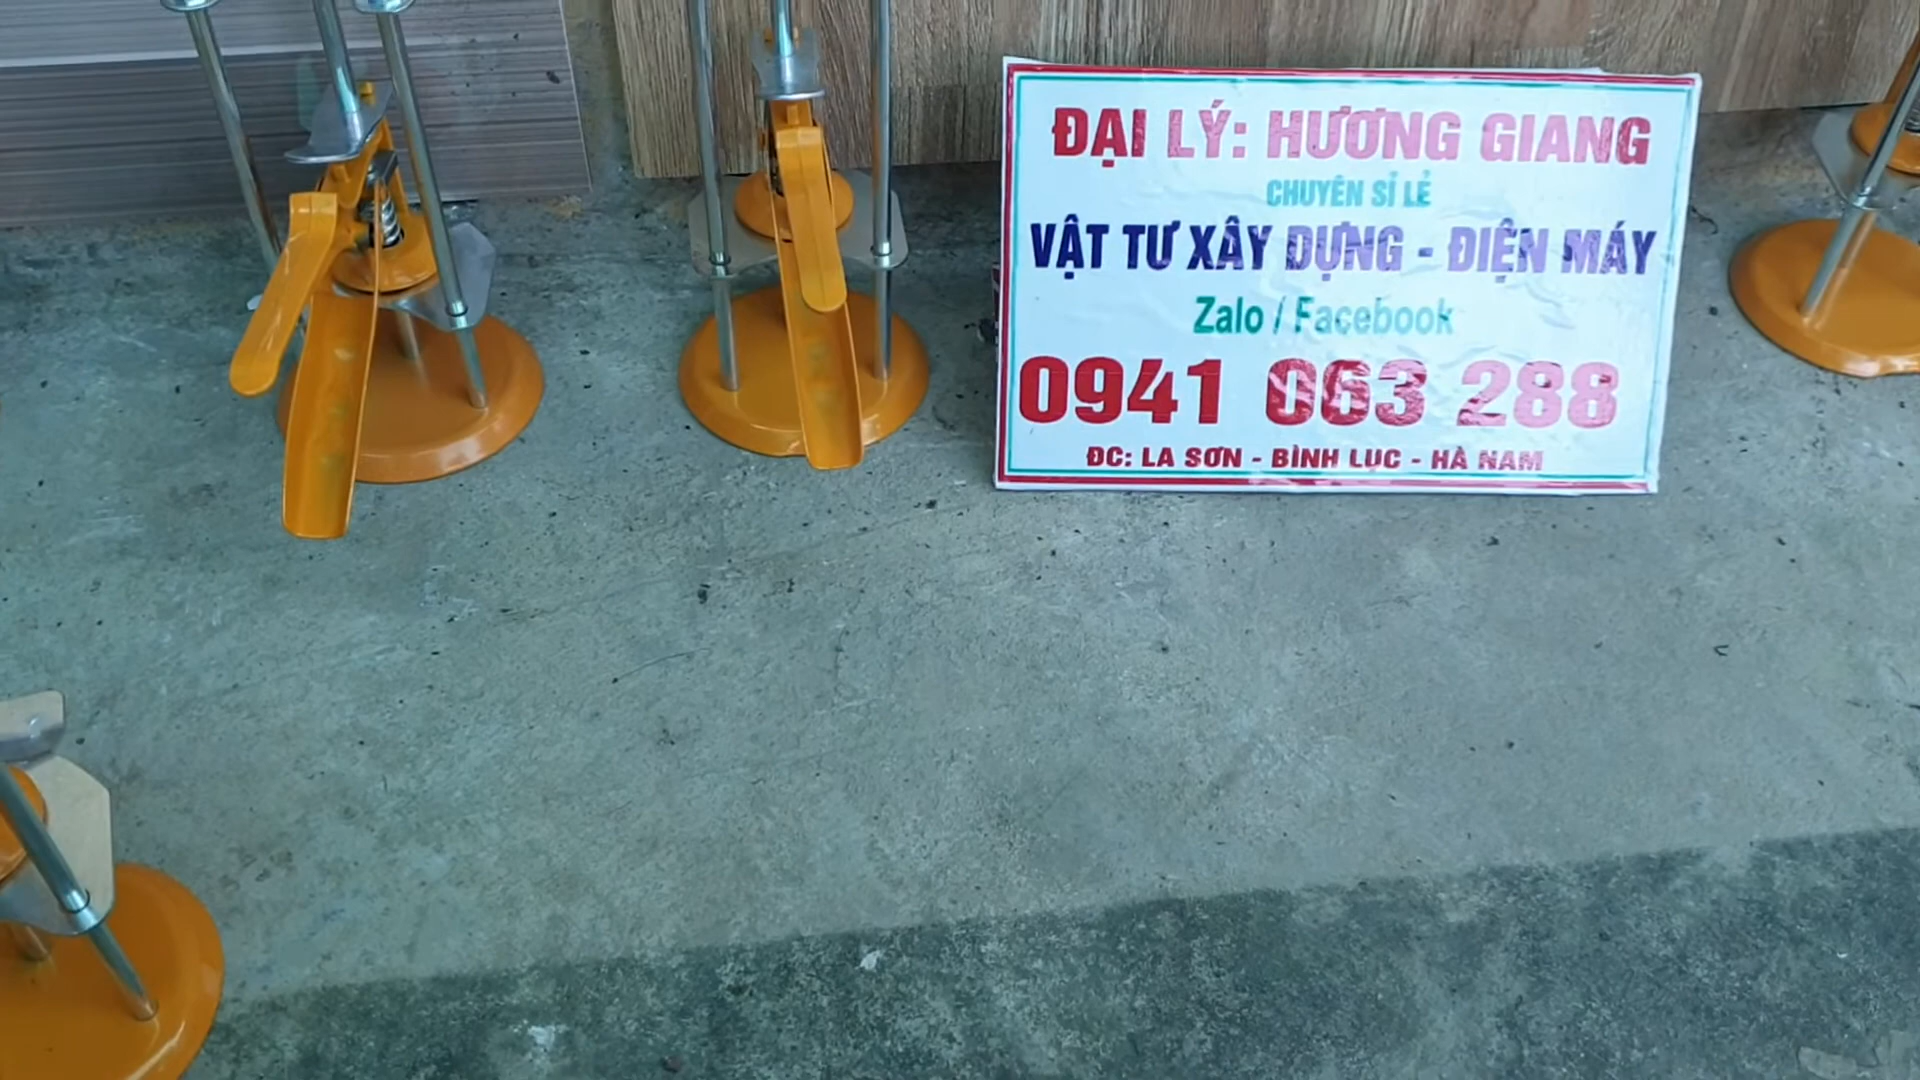 ĐẠI LÝ: HƯƠNG GIANG
CHUYÊN SỈ LẺ
VẬT TƯ XÂY DỰNG - ĐIỆN MÁY
Zalo / Facebook
0941 063 288
ĐC: LA SƠN - BÌNH LỤC - HÀ NAM